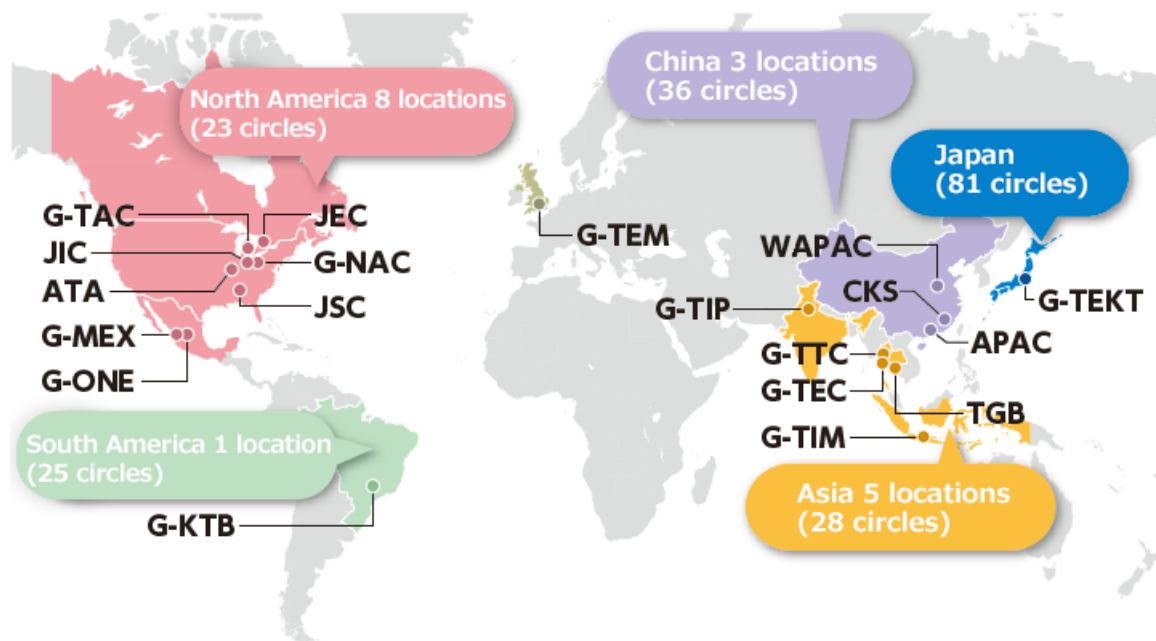 North America 8 locations
(23 circles)
G-TAC
JEC
JIC
G-NAC
ATA
JSC
G-MEX
G-ONE
South America 1 location
(25 circles)
G-KTB
G-TEM
China 3 locations
(36 circles)
Japan
(81 circles)
WAPAC
CKS
G-TEKT
G-TIP
APAC
G-TTC
G-TEC
TGB
G-TIM
Asia 5 locations
(28 circles)